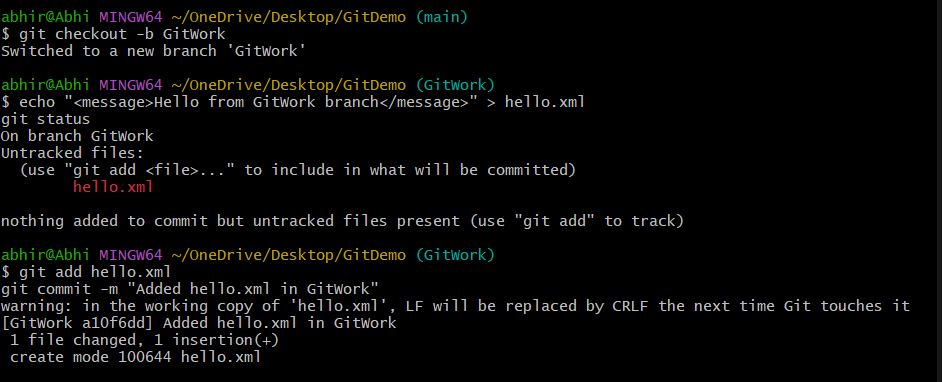 abhir@Abhi MINGW64 ~/OneDrive/Desktop/GitDemo (main)
$ git checkout -b GitWork
Switched to a new branch 'GitWork'
abhir@Abhi MINGW64 ~/OneDrive/Desktop/GitDemo (GitWork)
$ echo "<message>Hello from GitWork branch</message>" > hello.xml
git status
On branch GitWork
Untracked files:
  (use "git add <file>..." to include in what will be committed)
        hello.xml
nothing added to commit but untracked files present (use "git add" to track)
abhir@Abhi MINGW64 ~/OneDrive/Desktop/GitDemo (GitWork)
$ git add hello.xml
git commit -m "Added hello.xml in GitWork"
warning: in the working copy of 'hello.xml', LF will be replaced by CRLF the next time Git touches it
[GitWork a10f6dd] Added hello.xml in GitWork
 1 file changed, 1 insertion(+)
 create mode 100644 hello.xml